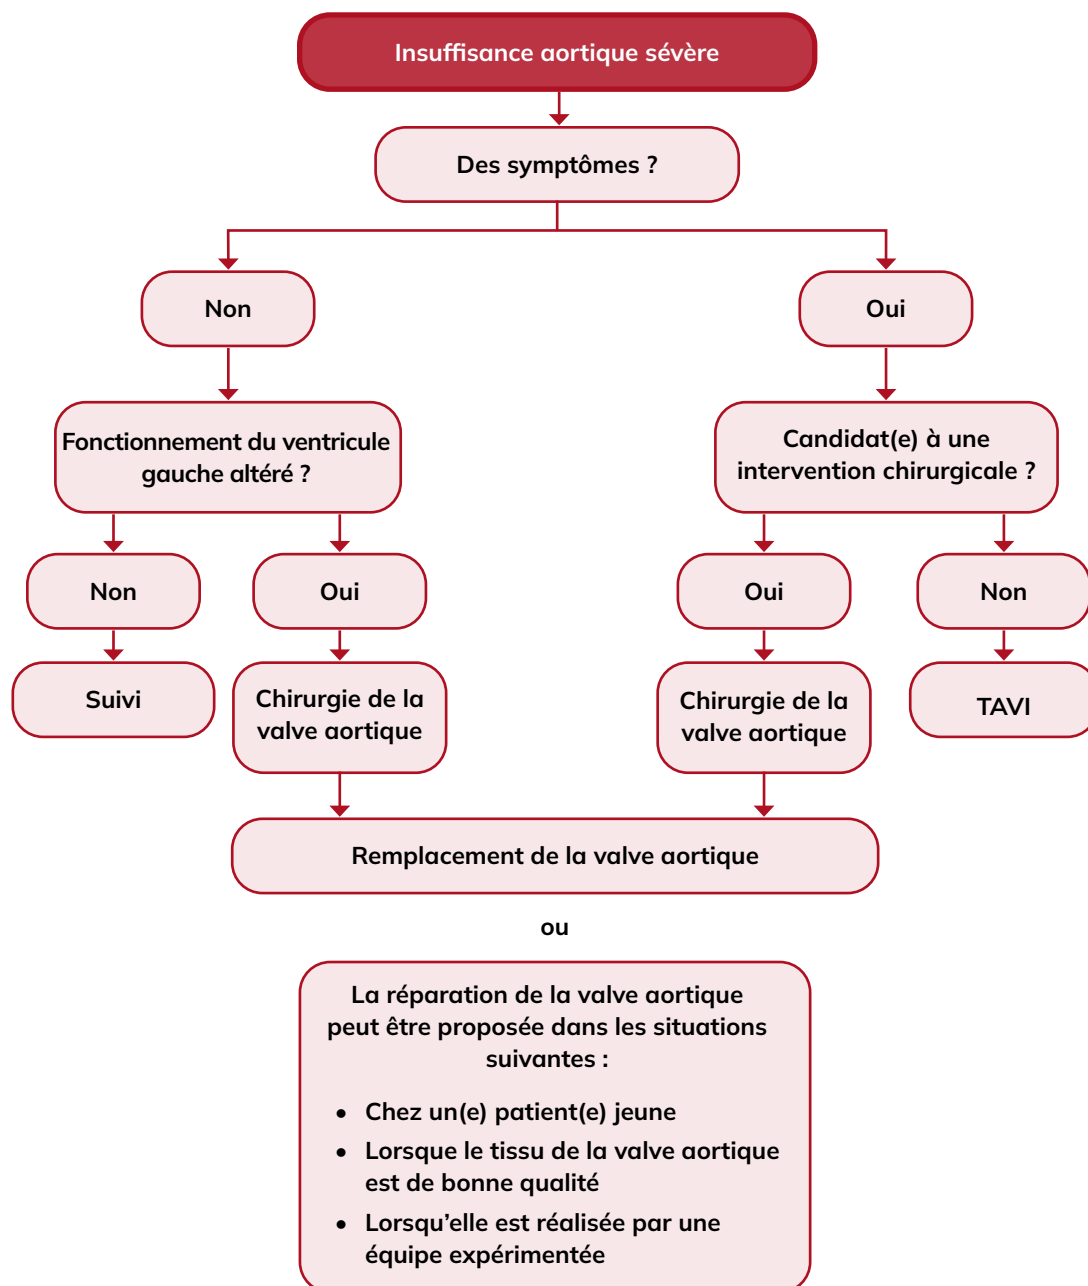 Insuffisance aortique sévère
Des symptômes ?
Non
Oui
Fonctionnement du ventricule
gauche altéré ?
Candidat(e) à une
intervention chirurgicale ?
Non
Oui
Oui
Non
Suivi
Chirurgie de la
valve aortique
Chirurgie de la
valve aortique
TAVI
Remplacement de la valve aortique
ou
La réparation de la valve aortique
peut être proposée dans les situations
suivantes :
• Chez un(e) patient(e) jeune
• Lorsque le tissu de la valve aortique
est de bonne qualité
• Lorsqu’elle est réalisée par une
équipe expérimentée